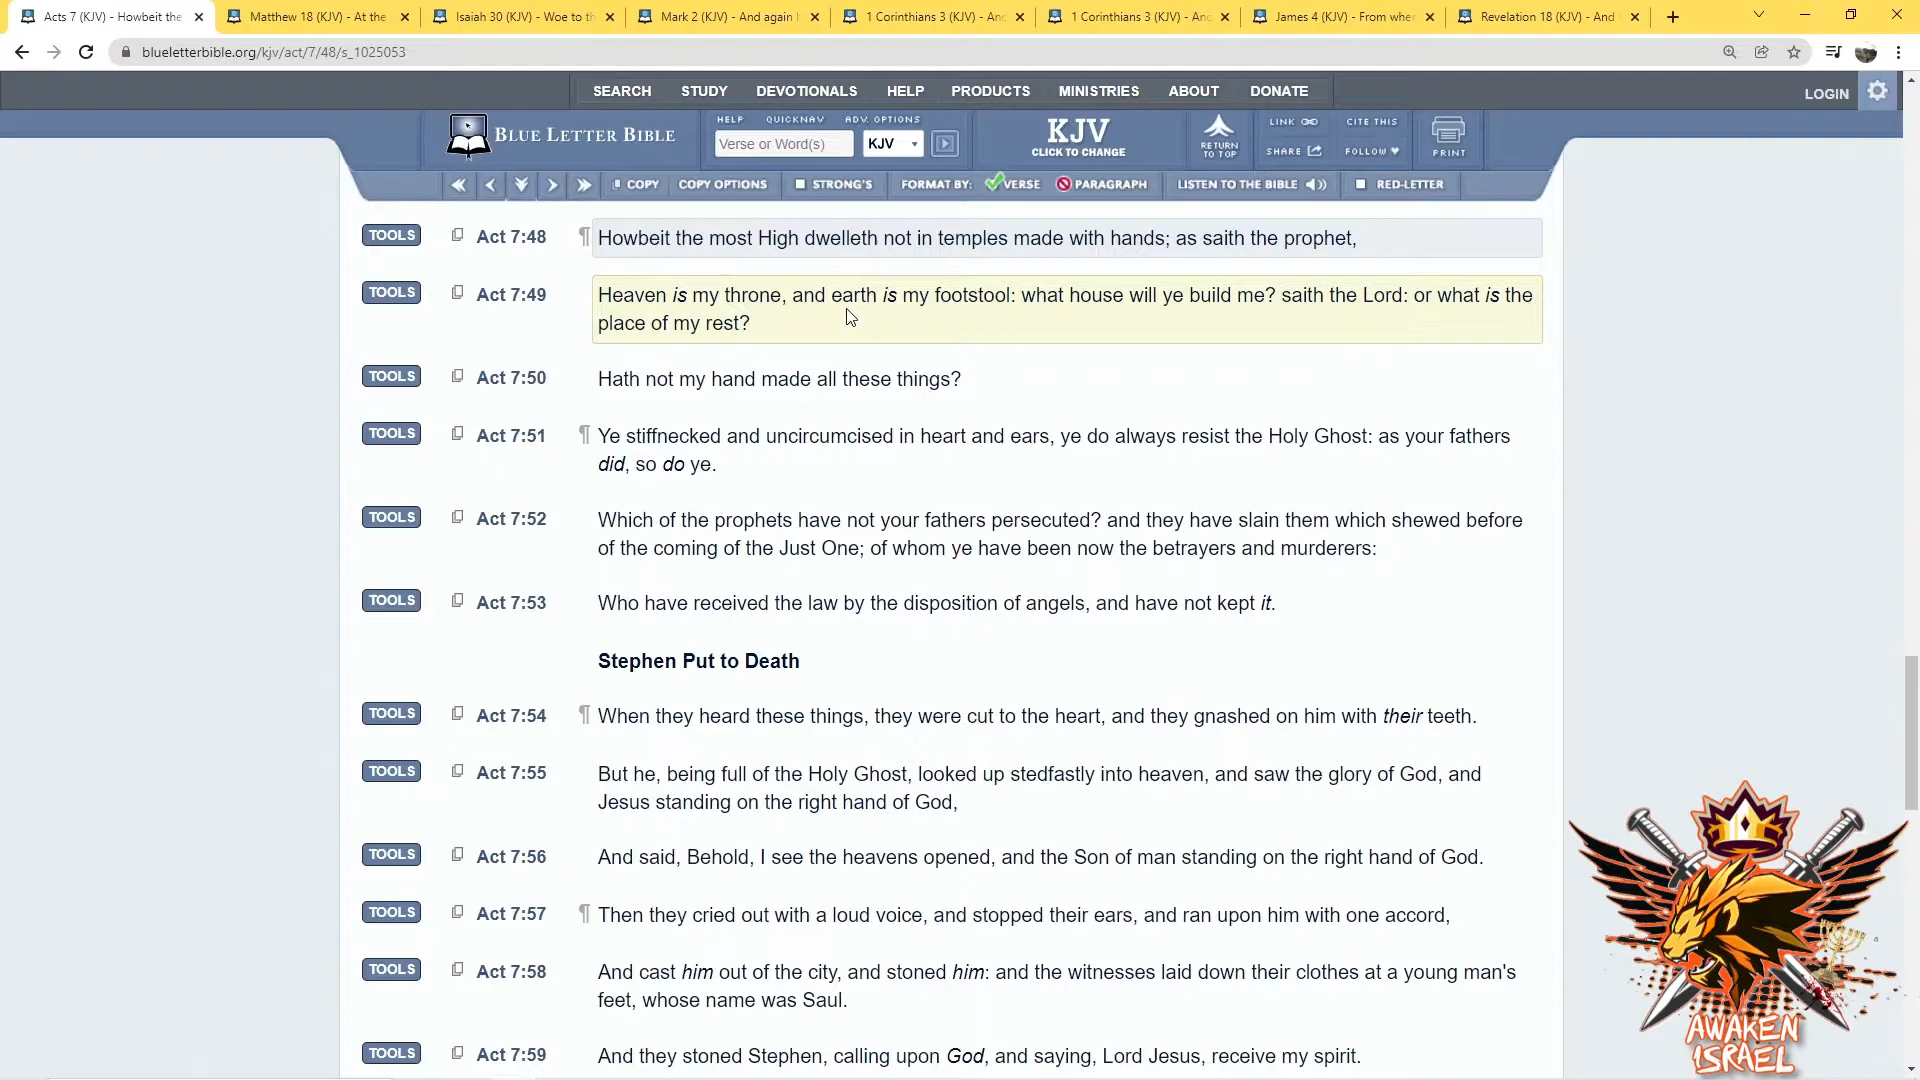 Acts 7 (KJV) - Howbeit the
Matthew 18 (KJV) - At the
Isaiah 30 (KJV) - Woe to th
Mark 2 (KJV) - And again
1 Corinthians 3 (KJV) - An
1 Corinthians 3 (KJV) - An
James 4 (KJV) - From when
Revelation 18 (KJV) - And
blueletterbible.org/kjv/act/7/48/s_1025053
SEARCH STUDY DEVOTIONALS HELP PRODUCTS MINISTRIES ABOUT DONATE
LOGIN
BLUE LETTER BIBLE
HELP QUICKNAV ADV. OPTIONS
Verse or Word(s) KJV
KJV
CLICK TO CHANGE
RETURN
TO TOP
LINK CITE THIS
SHARE FOLLOW
PRINT
COPY COPY OPTIONS STRONG'S FORMAT BY: VERSE PARAGRAPH LISTEN TO THE BIBLE RED-LETTER
TOOLS Act 7:48 ¶ Howbeit the most High dwelleth not in temples made with hands; as saith the prophet,
TOOLS Act 7:49 Heaven is my throne, and earth is my footstool: what house will ye build me? saith the Lord: or what is the
place of my rest?
TOOLS Act 7:50 Hath not my hand made all these things?
TOOLS Act 7:51 ¶ Ye stiffnecked and uncircumcised in heart and ears, ye do always resist the Holy Ghost: as your fathers
did, so do ye.
TOOLS Act 7:52 Which of the prophets have not your fathers persecuted? and they have slain them which shewed before
of the coming of the Just One; of whom ye have been now the betrayers and murderers:
TOOLS Act 7:53 Who have received the law by the disposition of angels, and have not kept it.
Stephen Put to Death
TOOLS Act 7:54 ¶ When they heard these things, they were cut to the heart, and they gnashed on him with their teeth.
TOOLS Act 7:55 But he, being full of the Holy Ghost, looked up stedfastly into heaven, and saw the glory of God, and
Jesus standing on the right hand of God,
TOOLS Act 7:56 And said, Behold, I see the heavens opened, and the Son of man standing on the right hand of God.
TOOLS Act 7:57 ¶ Then they cried out with a loud voice, and stopped their ears, and ran upon him with one accord,
TOOLS Act 7:58 And cast him out of the city, and stoned him: and the witnesses laid down their clothes at a young man's
feet, whose name was Saul.
TOOLS Act 7:59 And they stoned Stephen, calling upon God, and saying, Lord Jesus, receive my spirit.
AWAKEN
ISRAEL